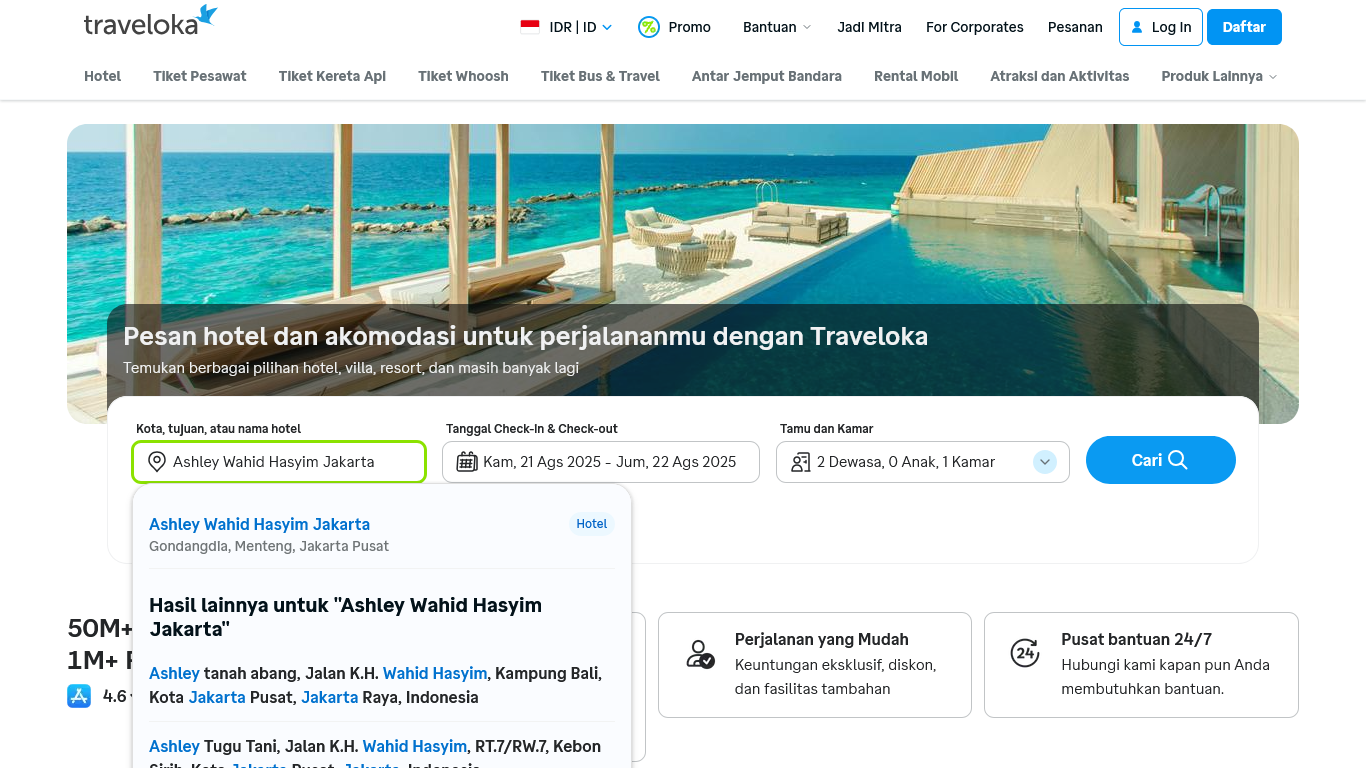 traveloka
IDR | ID
Promo
Bantuan
Jadi Mitra
For Corporates
Pesanan
Log In
Daftar
Hotel
Tiket Pesawat
Tiket Kereta Api
Tiket Whoosh
Tiket Bus & Travel
Antar Jemput Bandara
Rental Mobil
Atraksi dan Aktivitas
Produk Lainnya
Pesan hotel dan akomodasi untuk perjalananmu dengan Traveloka
Temukan berbagai pilihan hotel, villa, resort, dan masih banyak lagi
Kota, tujuan, atau nama hotel
Tanggal Check-in & Check-out
Tamu dan Kamar
Ashley Wahid Hasyim Jakarta
Kam, 21 Ags 2025 - Jum, 22 Ags 2025
2 Dewasa, 0 Anak, 1 Kamar
Cari
Ashley Wahid Hasyim Jakarta
Hotel
Gondangdia, Menteng, Jakarta Pusat
Hasil lainnya untuk "Ashley Wahid Hasyim
Jakarta"
Ashley tanah abang, Jalan K.H. Wahid Hasyim, Kampung Bali,
Kota Jakarta Pusat, Jakarta Raya, Indonesia
Ashley Tugu Tani, Jalan K.H. Wahid Hasyim, RT.7/RW.7, Kebon
Sirih, Kota Jakarta Pusat, Jakarta, Indonesia
50M+
1M+
4.6
Perjalanan yang Mudah
Keuntungan eksklusif, diskon,
dan fasilitas tambahan
24
Pusat bantuan 24/7
Hubungi kami kapan pun Anda
membutuhkan bantuan.